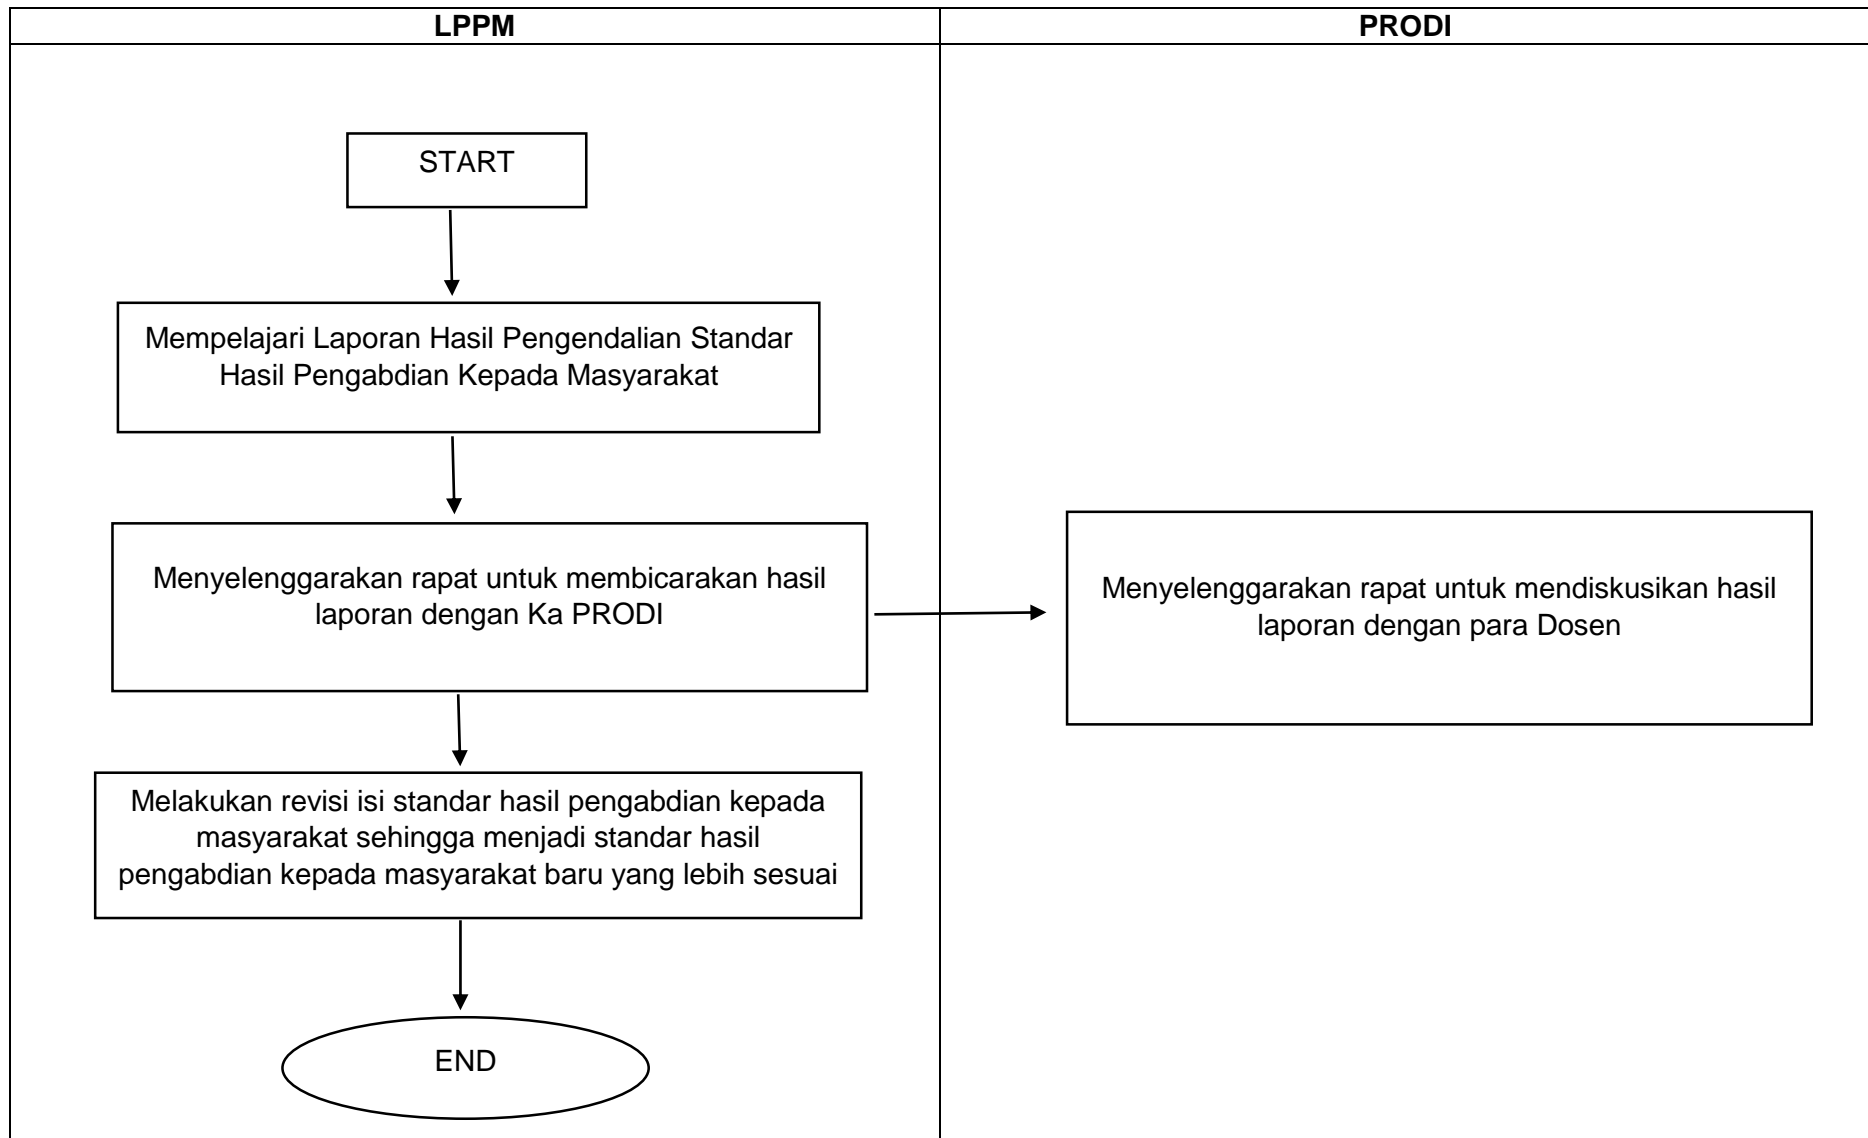 LPPM
PRODI
START
Mempelajari Laporan Hasil Pengendalian Standar
Hasil Pengabdian Kepada Masyarakat
Menyelenggarakan rapat untuk membicarakan hasil
laporan dengan Ka PRODI
Menyelenggarakan rapat untuk mendiskusikan hasil
laporan dengan para Dosen
Melakukan revisi isi standar hasil pengabdian kepada
masyarakat sehingga menjadi standar hasil
pengabdian kepada masyarakat baru yang lebih sesuai
END